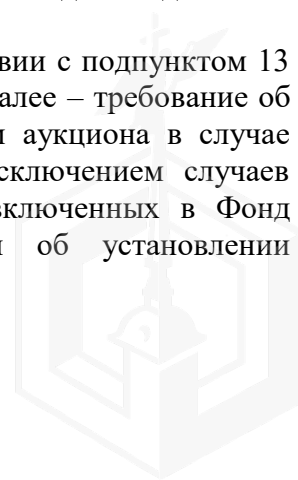 вии с подпунктом 13
алее – требование об
и аукциона в случае
сключением случаев
включенных в Фонд
и об установлении